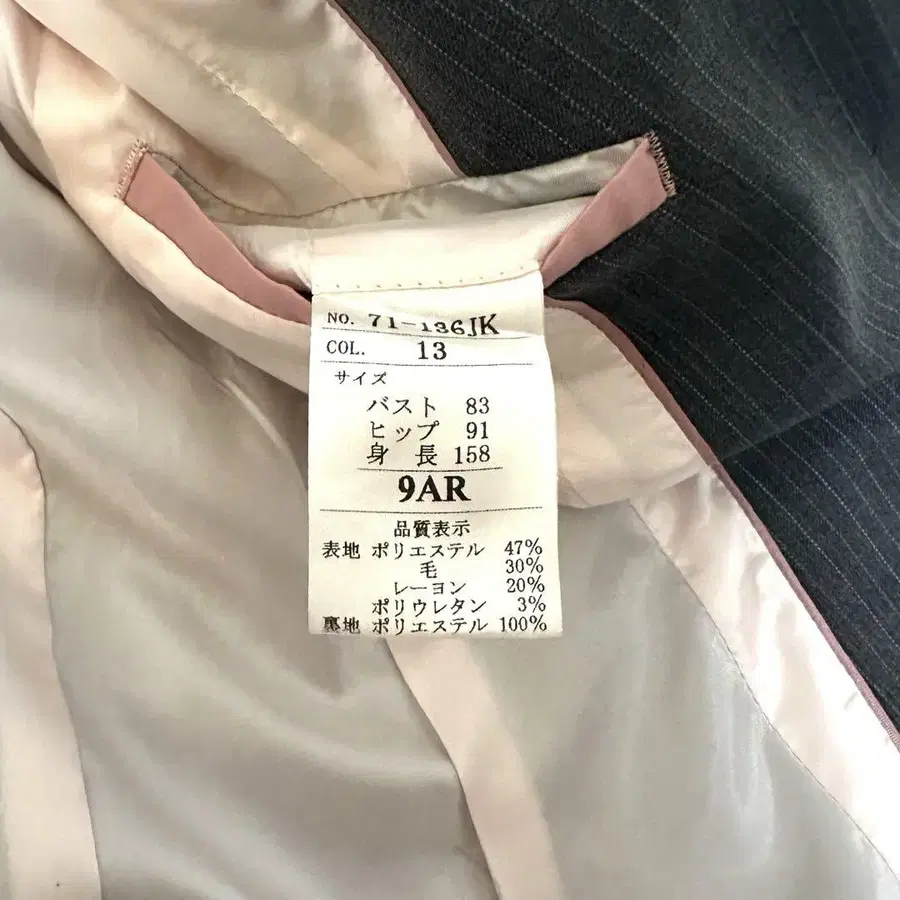 NO. 71-136JK
COL. 13
サイズ
バスト 83
ヒップ 91
身 長 158
9AR
品質表示
表地 ポリエステル 47%
毛 30%
レーヨン 20%
ポリウレタン 3%
裏地 ポリエステル 100%